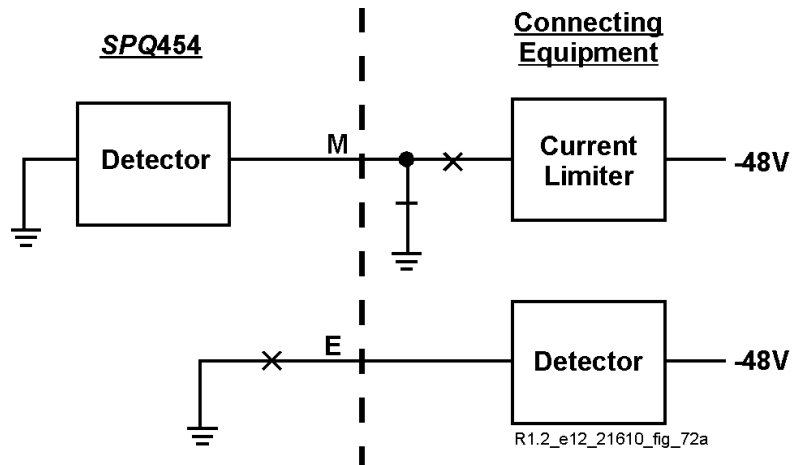 SPQ454
Connecting
Equipment
Detector
M
Current
Limiter
-48V
E
Detector
-48V
R1.2_e12_21610_fig_72a